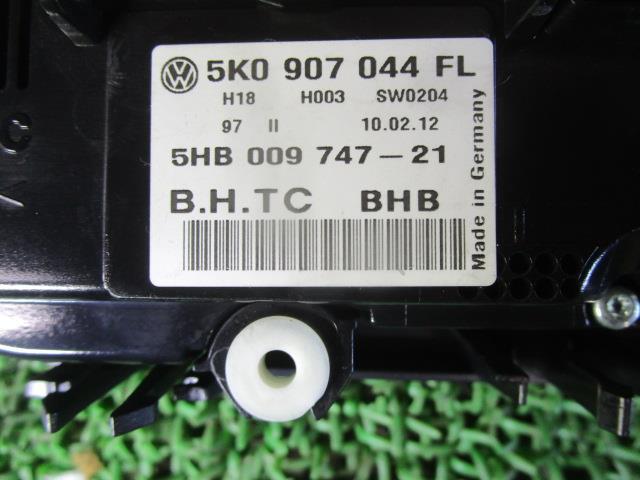 5K0 907 044 FL
H18 H003 SW0204
97 II 10.02.12
5HB 009 747-21
B.H.TC BHB
Made in Germany